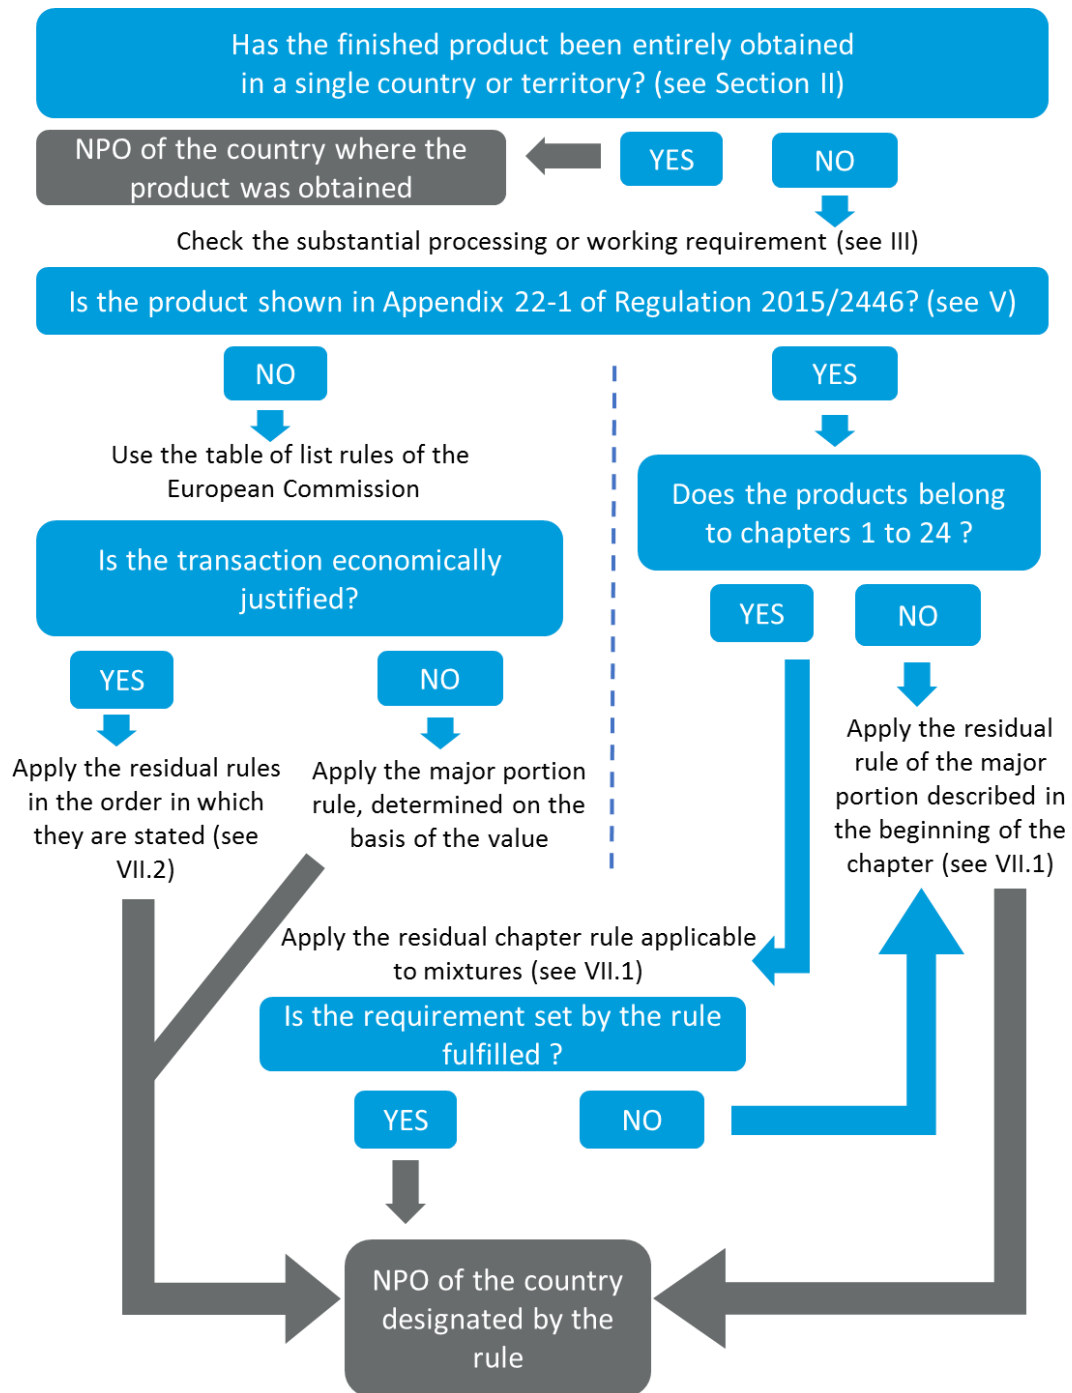 Has the finished product been entirely obtained
in a single country or territory? (see Section II)
NPO of the country where the
product was obtained
YES
NO
Check the substantial processing or working requirement (see III)
Is the product shown in Appendix 22-1 of Regulation 2015/2446? (see V)
NO
YES
Use the table of list rules of the
European Commission
Does the products belong
to chapters 1 to 24 ?
Is the transaction economically
justified?
YES
NO
YES
NO
Apply the residual rules
in the order in which
they are stated (see
VII.2)
Apply the major portion
rule, determined on the
basis of the value
Apply the residual
rule of the major
portion described in
the beginning of the
chapter (see VII.1)
Apply the residual chapter rule applicable
to mixtures (see VII.1)
Is the requirement set by the rule
fulfilled ?
YES
NO
NPO of the country
designated by the
rule